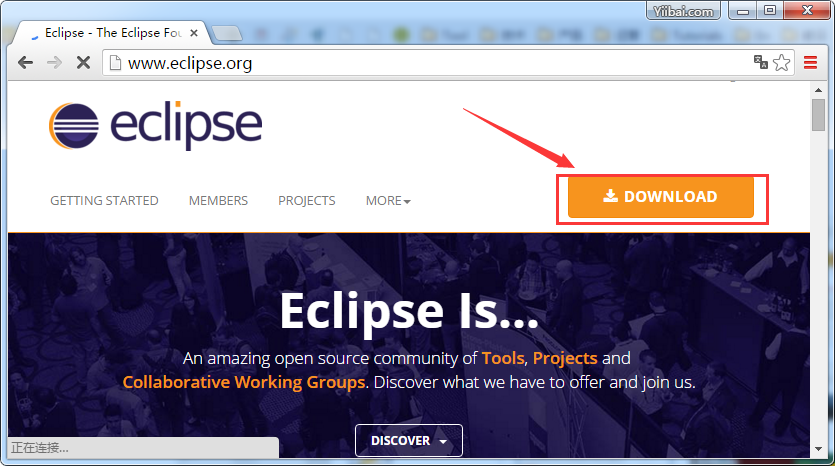 Yiibai.com
Eclipse - The Eclipse Fou
www.eclipse.org
eclipse
GETTING STARTED MEMBERS PROJECTS MORE
DOWNLOAD
Eclipse Is...
An amazing open source community of Tools, Projects and
Collaborative Working Groups. Discover what we have to offer and join us.
DISCOVER
正在连接...